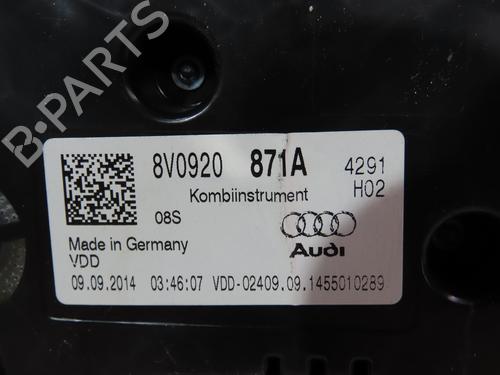 B-PARTS
8V0920 871A 4291
Kombiinstrument H02
08S
Made in Germany
VDD
Audi
09.09.2014 03:46:07 VDD-02409.09.1455010289